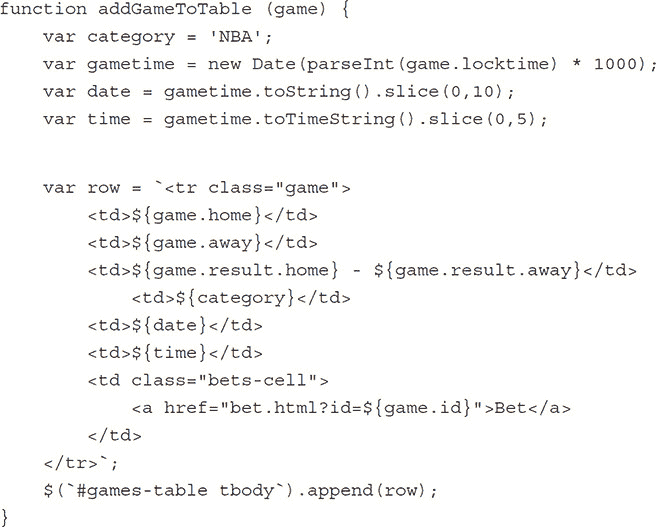 function addGameToTable (game) {
    var category = 'NBA';
    var gametime = new Date(parseInt(game.locktime) * 1000);
    var date = gametime.toString().slice(0,10);
    var time = gametime.toTimeString().slice(0,5);

    var row = `<tr class="game">
        <td>${game.home}</td>
        <td>${game.away}</td>
        <td>${game.result.home} - ${game.result.away}</td>
            <td>${category}</td>
        <td>${date}</td>
        <td>${time}</td>
        <td class="bets-cell">
            <a href="bet.html?id=${game.id}">Bet</a>
        </td>
    </tr>`;
    $(`#games-table tbody`).append(row);
}